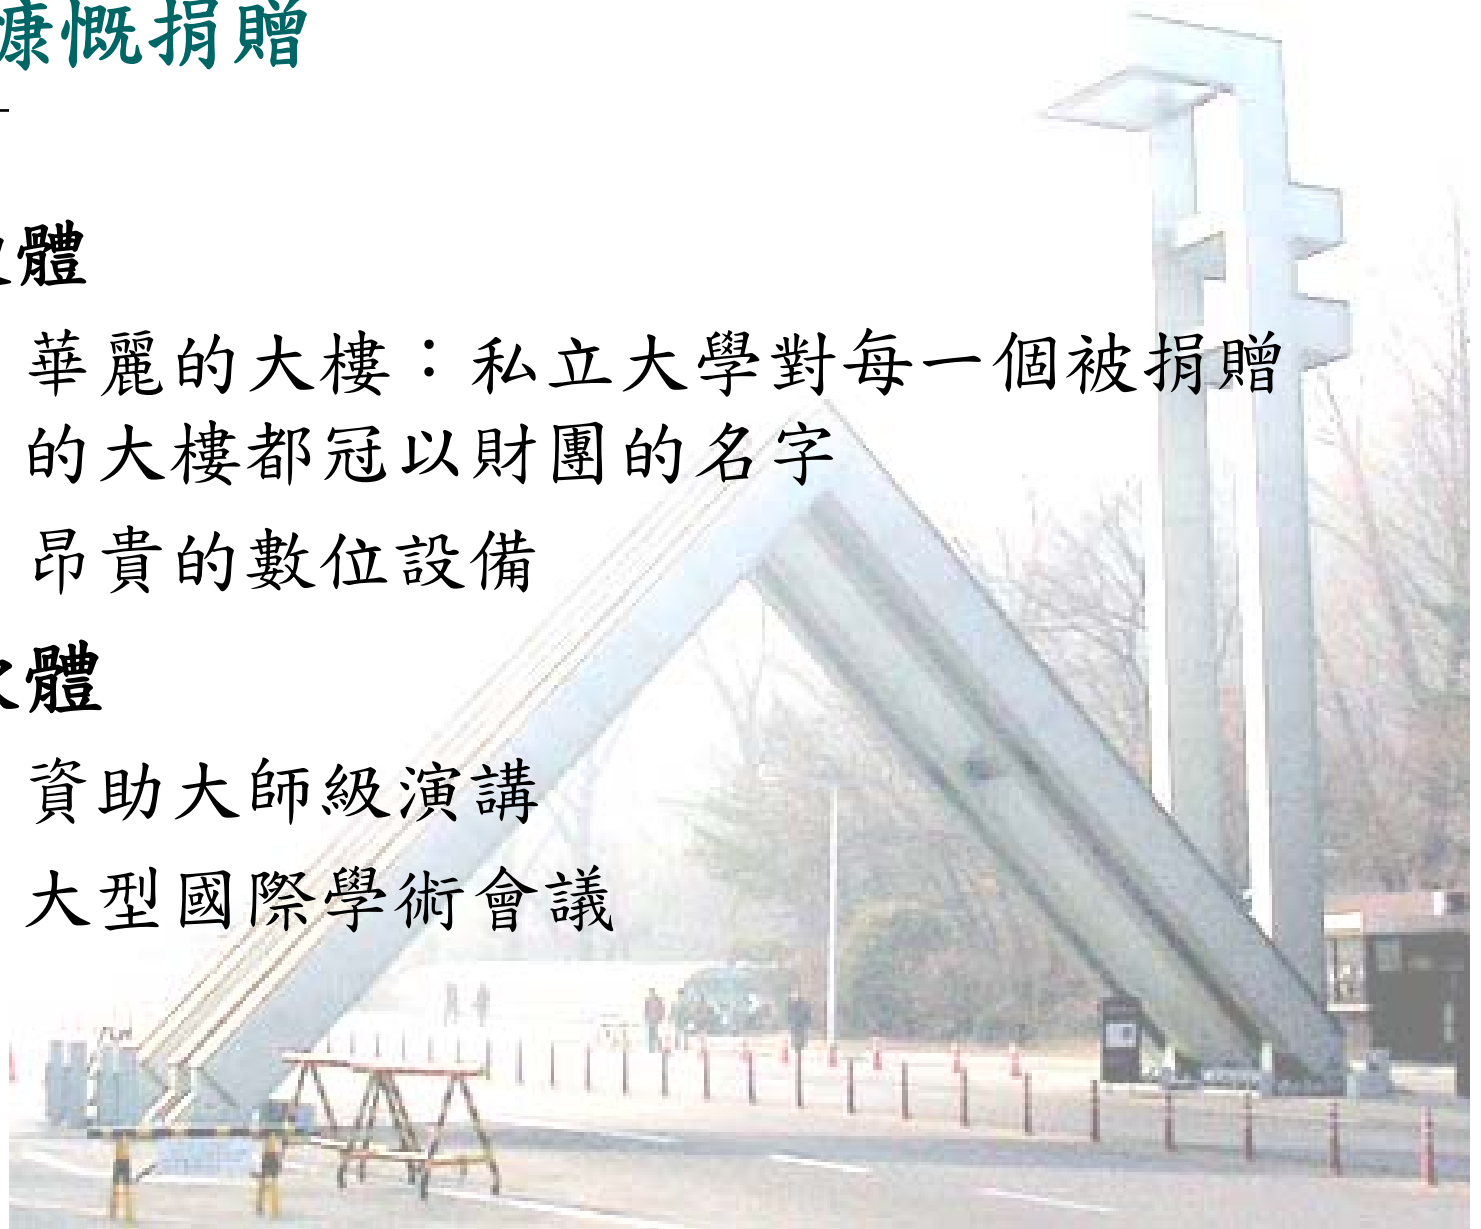 慷慨捐贈
體
華麗的大樓：私立大學對每一個被捐贈
的大樓都冠以財團的名字
昂貴的數位設備
體
資助大師級演講
大型國際學術會議